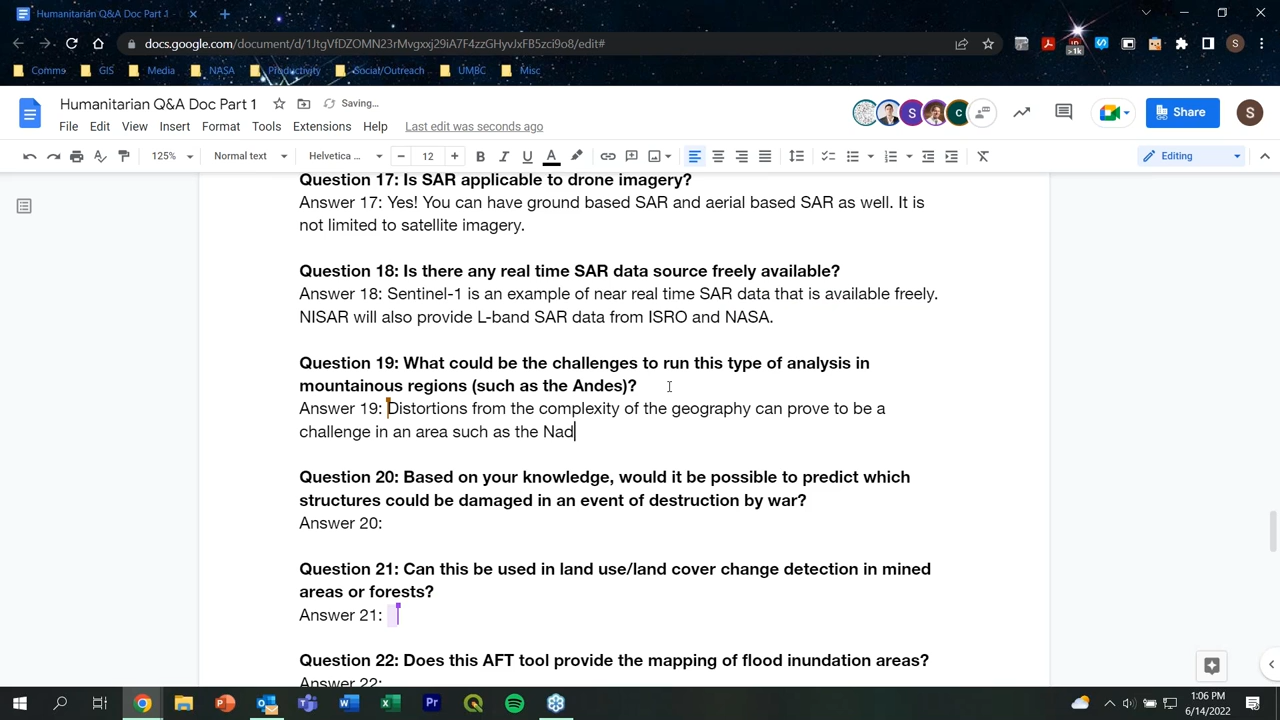 Humanitarian Q&A Doc Part 1
docs.google.com/document/d/1JtgVfDZOMN23rMvgxxj29iA7F4zzGHyvJxFB5zci9o8/edit#
>1k
S
Comms GIS Media NASA Productivity Social/Outreach UMBC Misc
Humanitarian Q&A Doc Part 1 Saving…
S C Share S
File Edit View Insert Format Tools Extensions Help Last edit was seconds ago
125% Normal text Helvetica ... 12 B I U A Editing
Question 17: Is SAR applicable to drone imagery?
Answer 17: Yes! You can have ground based SAR and aerial based SAR as well. It is
not limited to satellite imagery.
Question 18: Is there any real time SAR data source freely available?
Answer 18: Sentinel-1 is an example of near real time SAR data that is available freely.
NISAR will also provide L-band SAR data from ISRO and NASA.
Question 19: What could be the challenges to run this type of analysis in
mountainous regions (such as the Andes)?
Answer 19: Distortions from the complexity of the geography can prove to be a
challenge in an area such as the Nad
Question 20: Based on your knowledge, would it be possible to predict which
structures could be damaged in an event of destruction by war?
Answer 20:
Question 21: Can this be used in land use/land cover change detection in mined
areas or forests?
Answer 21:
Question 22: Does this AFT tool provide the mapping of flood inundation areas?
Answer 22:
1:06 PM
6/14/2022